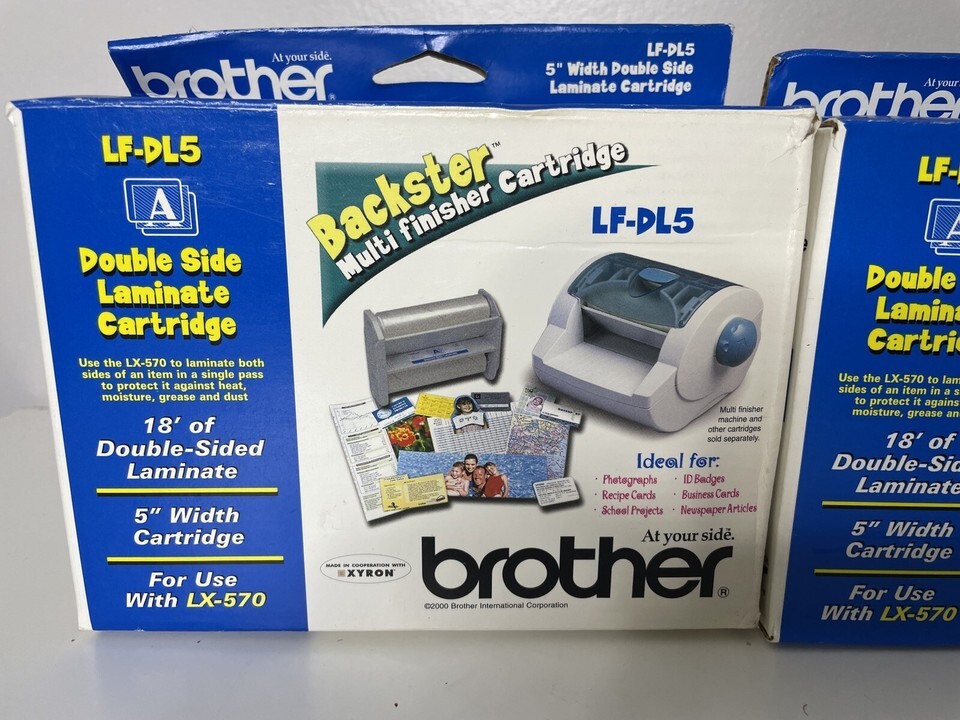 At your side.
brother
LF-DL5
5" Width Double Side
Laminate Cartridge
LF-DL5
A
Double Side
Laminate
Cartridge
Use the LX-570 to laminate both
sides of an item in a single pass
to protect it against heat,
moisture, grease and dust
18' of
Double-Sided
Laminate
5" Width
Cartridge
For Use
With LX-570
Backster™
Multi finisher Cartridge
LF-DL5
Multi finisher
machine and
other cartridges
sold separately.
Ideal for:
· Photographs
· Recipe Cards
· School Projects
· ID Badges
· Business Cards
· Newspaper Articles
MADE IN COOPERATION WITH
XYRON™
At your side.
brother®
©2000 Brother International Corporation
At your
brothe
LF-
A
Double
Lamina
Cartri
Use the LX-570 to lam
sides of an item in a s
to protect it agains
moisture, grease an
18' of
Double-Sid
Laminate
5" Width
Cartridge
For Use
With LX-570